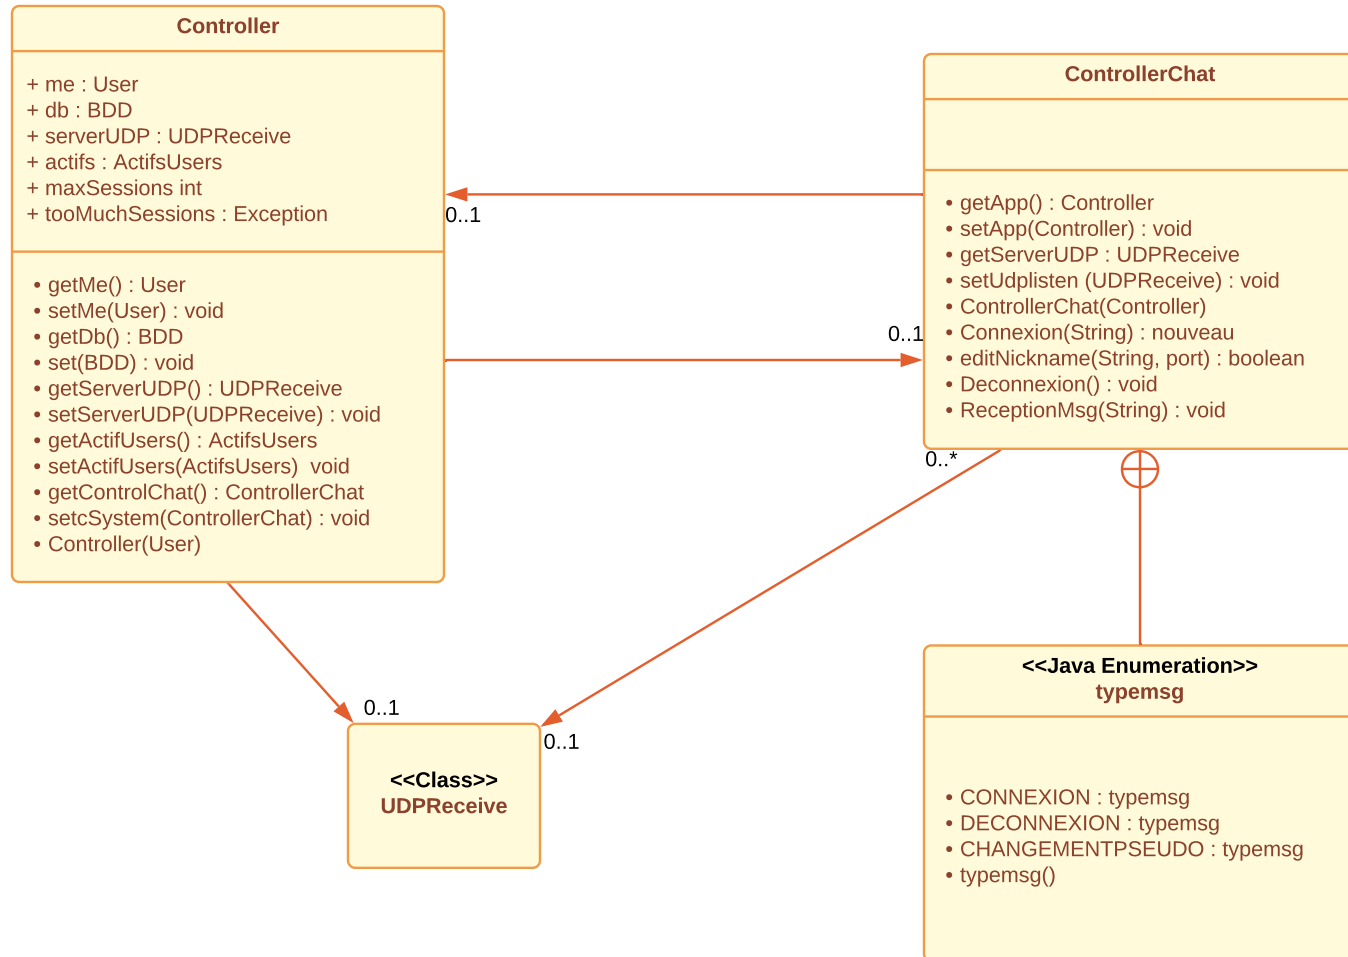 Controller
+ me : User
+ db : BDD
+ serverUDP : UDPReceive
+ actifs : ActifsUsers
+ maxSessions int
+ tooMuchSessions : Exception
• getMe() : User
• setMe(User) : void
• getDb() : BDD
• set(BDD) : void
• getServerUDP() : UDPReceive
• setServerUDP(UDPReceive) : void
• getActifUsers() : ActifsUsers
• setActifUsers(ActifsUsers)  void
• getControlChat() : ControllerChat
• setcSystem(ControllerChat) : void
• Controller(User)
0..1
0..1
ControllerChat
• getApp() : Controller
• setApp(Controller) : void
• getServerUDP : UDPReceive
• setUdplisten (UDPReceive) : void
• ControllerChat(Controller)
• Connexion(String) : nouveau
• editNickname(String, port) : boolean
• Deconnexion() : void
• ReceptionMsg(String) : void
0..*
0..1
0..1
<<Class>>
UDPReceive
<<Java Enumeration>>
typemsg
• CONNEXION : typemsg
• DECONNEXION : typemsg
• CHANGEMENTPSEUDO : typemsg
• typemsg()